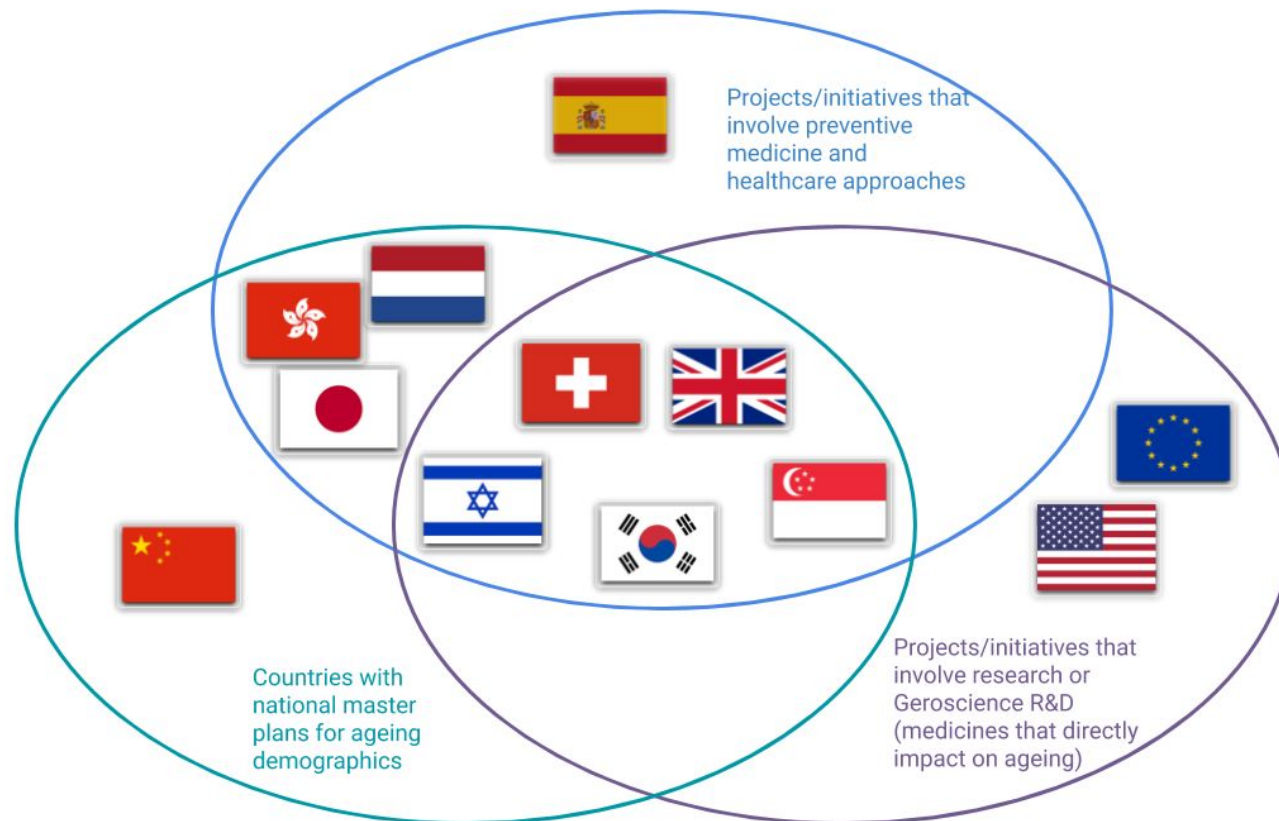 Projects/initiatives that
involve preventive
medicine and
healthcare approaches
Countries with
national master
plans for ageing
demographics
Projects/initiatives that
involve research or
Geroscience R&D
(medicines that directly
impact on ageing)